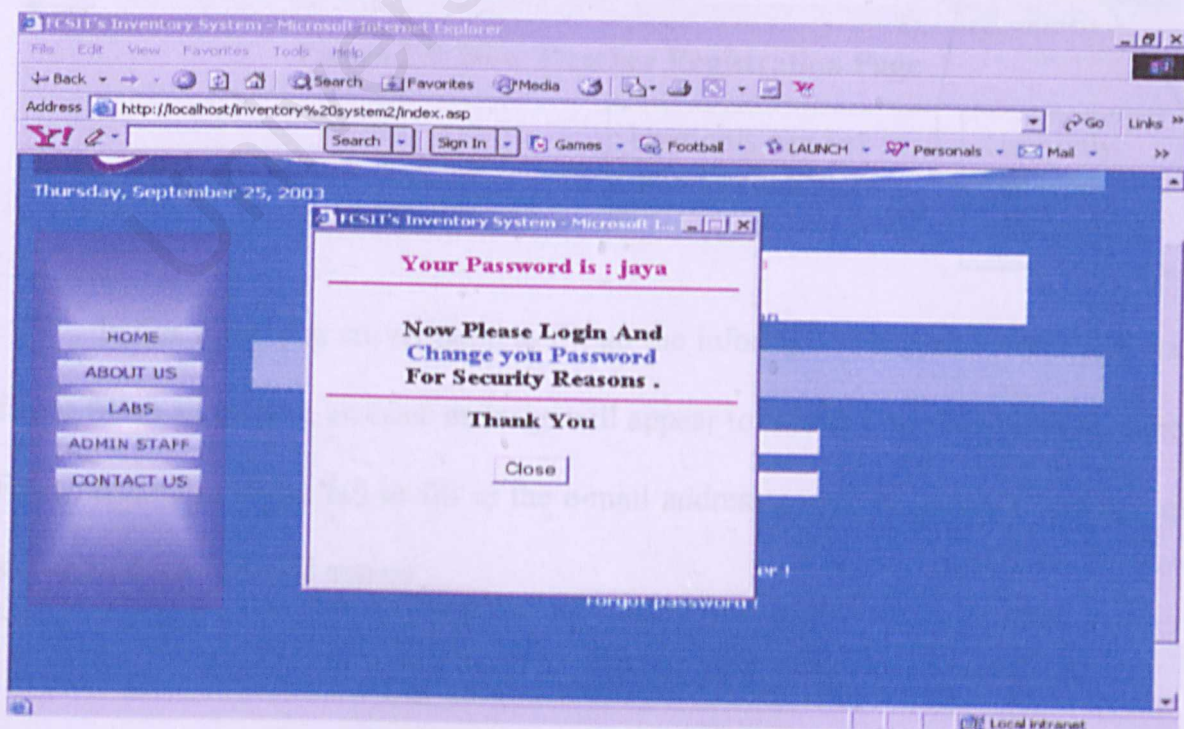 FCSIT's Inventory System - Microsoft Internet Explorer
File Edit View Favorites Tools Help
Back Search Favorites Media
Address http://localhost/inventory%20system2/index.asp Go Links »
Y! Search Sign In Games Football LAUNCH Personals Mail »
Thursday, September 25, 2003
FCSIT's Inventory System - Microsoft I...
Your Password is : jaya
Now Please Login And
Change you Password
For Security Reasons .
Thank You
Close
HOME
ABOUT US
LABS
ADMIN STAFF
CONTACT US
er !
Forgot password !
Local intranet